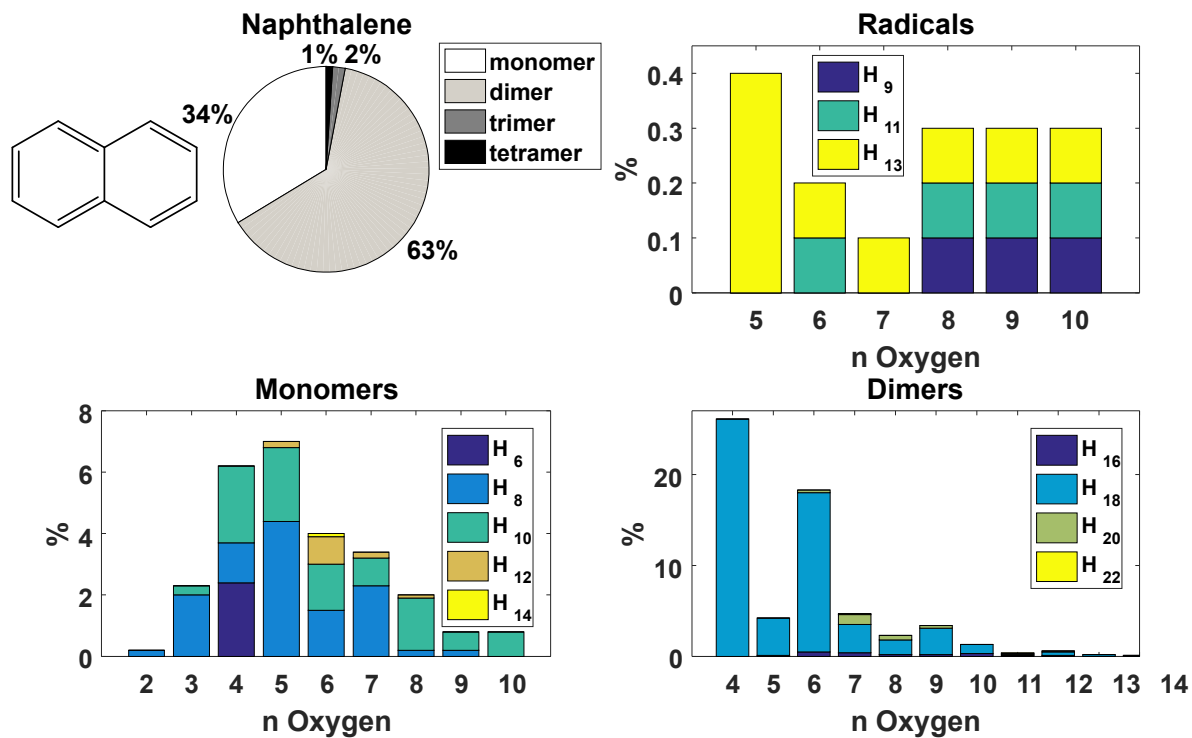 Naphthalene
1%
2%
34%
63%
monomer
dimer
trimer
tetramer
Radicals
%
0.4
0.3
0.2
0.1
0
H 9
H 11
H 13
5 6 7 8 9 10
n Oxygen
Monomers
%
8
6
4
2
0
H 6
H 8
H 10
H 12
H 14
2 3 4 5 6 7 8 9 10
n Oxygen
Dimers
%
20
10
0
H 16
H 18
H 20
H 22
4 5 6 7 8 9 10 11 12 13 14
n Oxygen